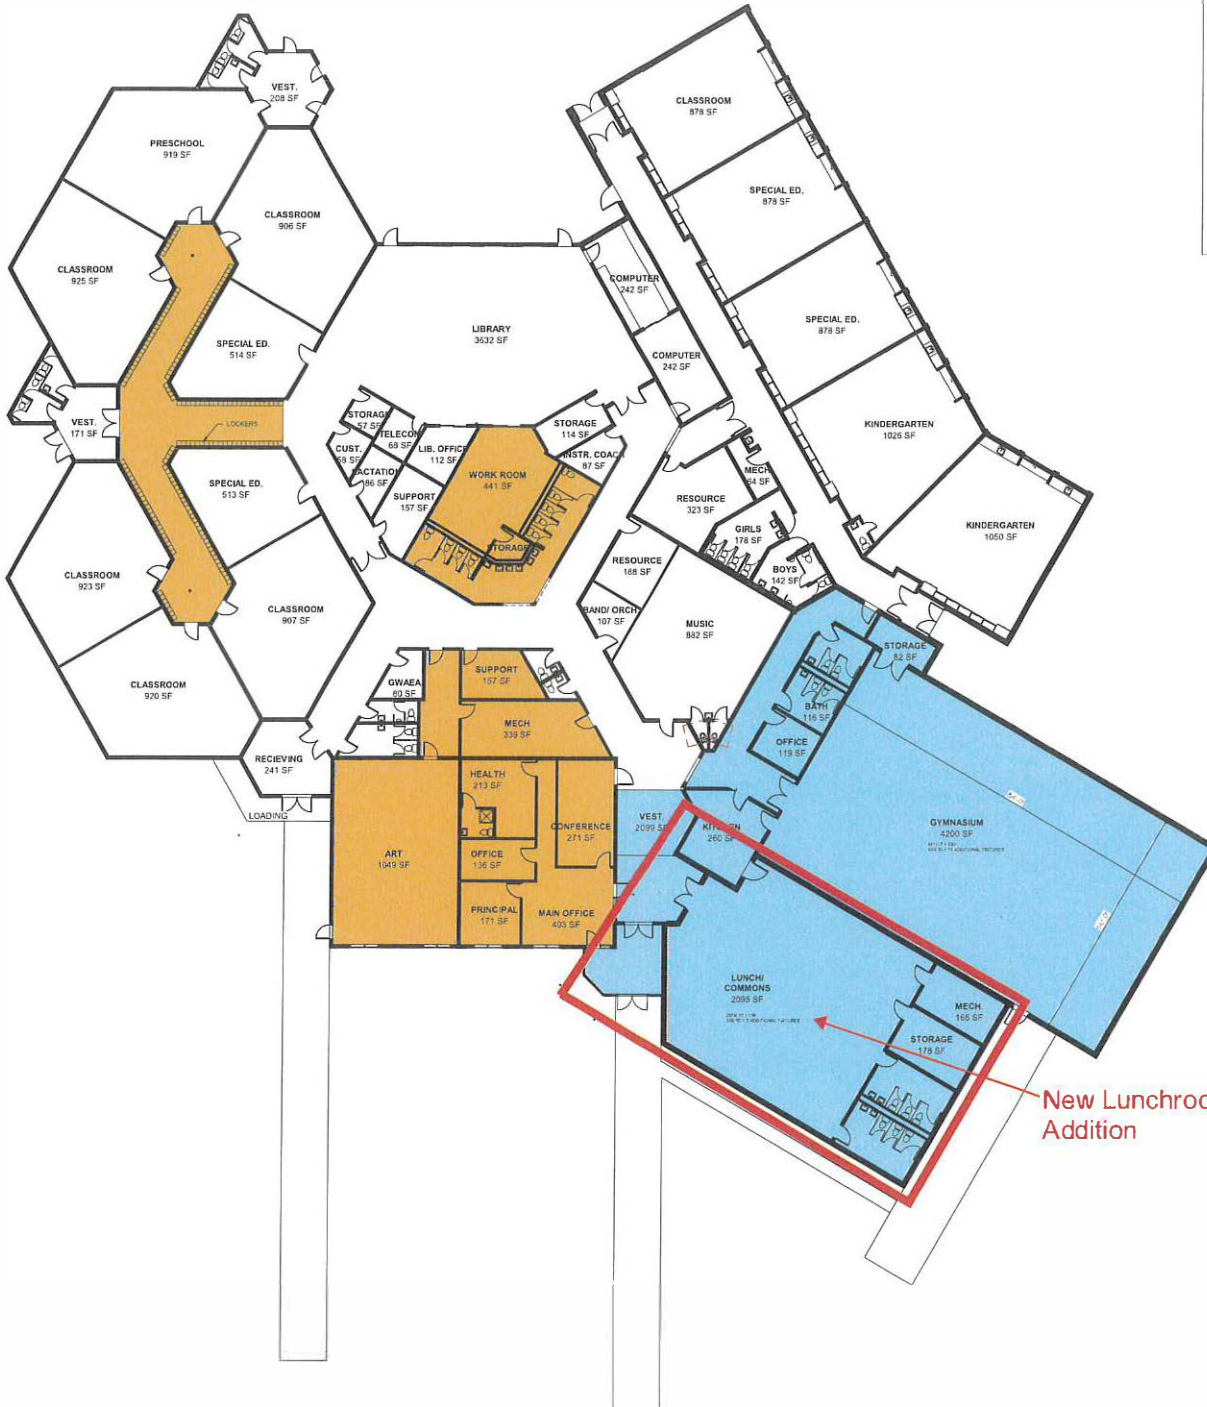 VEST.
208 SF
PRESCHOOL
919 SF
CLASSROOM
906 SF
CLASSROOM
925 SF
SPECIAL ED.
514 SF
VEST.
171 SF
LOCKERS
SPECIAL ED.
513 SF
CLASSROOM
923 SF
CLASSROOM
907 SF
CLASSROOM
920 SF
RECIEVING
241 SF
LOADING
LIBRARY
3632 SF
STORAGE
57 SF
TELECON
68 SF
CUST.
58 SF
LACTATION
86 SF
LIB. OFFICE
112 SF
SUPPORT
157 SF
WORK ROOM
441 SF
STORAGE
STORAGE
114 SF
INSTR. COACH
87 SF
COMPUTER
242 SF
COMPUTER
242 SF
CLASSROOM
878 SF
SPECIAL ED.
878 SF
SPECIAL ED.
878 SF
KINDERGARTEN
1026 SF
KINDERGARTEN
1050 SF
MECH
64 SF
RESOURCE
323 SF
GIRLS
178 SF
BOYS
142 SF
RESOURCE
188 SF
BAND/ ORCH
107 SF
MUSIC
882 SF
GWAEA
80 SF
SUPPORT
157 SF
MECH
339 SF
HEALTH
213 SF
CONFERENCE
271 SF
ART
1049 SF
OFFICE
136 SF
PRINCIPAL
171 SF
MAIN OFFICE
403 SF
STORAGE
82 SF
BATH
116 SF
OFFICE
119 SF
VEST.
2099 SF
KITCHEN
260 SF
GYMNASIUM
4200 SF
LUNCH/
COMMONS
2095 SF
MECH.
165 SF
STORAGE
178 SF
New Lunchroo
Addition